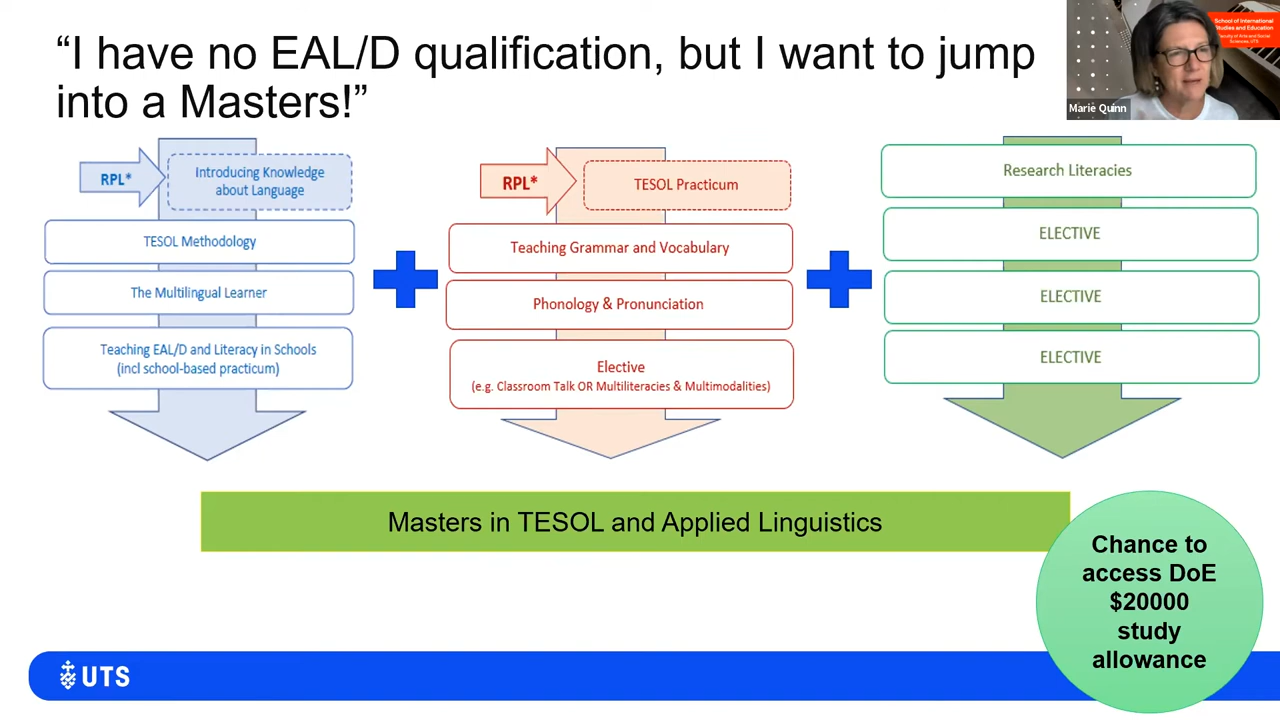 “I have no EAL/D qualification, but I want to jump
into a Masters!”
School of International
Studies and Education
Faculty of Arts and Social
Sciences, UTS
Marie Quinn
RPL*
Introducing Knowledge
about Language
TESOL Methodology
The Multilingual Learner
Teaching EAL/D and Literacy in Schools
(incl school-based practicum)
RPL*
TESOL Practicum
Teaching Grammar and Vocabulary
Phonology & Pronunciation
Elective
(e.g. Classroom Talk OR Multiliteracies & Multimodalities)
Research Literacies
ELECTIVE
ELECTIVE
ELECTIVE
Masters in TESOL and Applied Linguistics
Chance to
access DoE
$20000
study
allowance
UTS